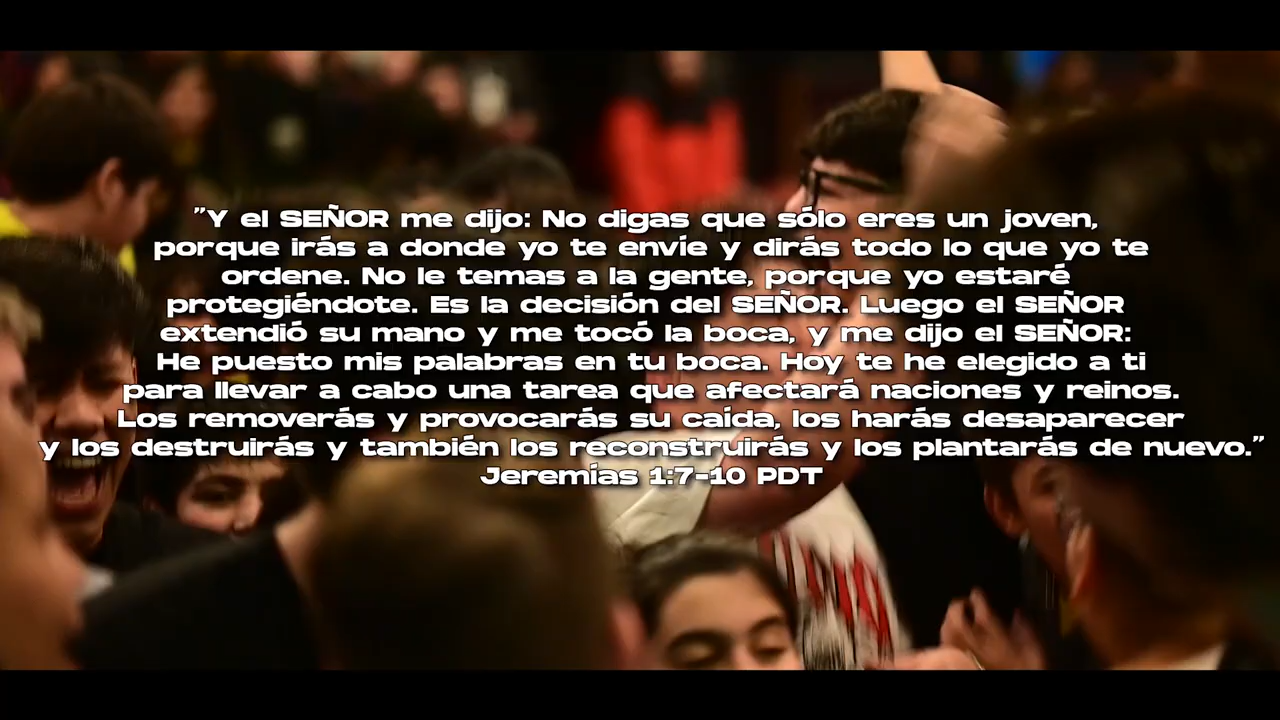 "Y el SEÑOR me dijo: No digas que sólo eres un joven,
porque irás a donde yo te envíe y dirás todo lo que yo te
ordene. No le temas a la gente, porque yo estaré
protegiéndote. Es la decisión del SEÑOR. Luego el SEÑOR
extendió su mano y me tocó la boca, y me dijo el SEÑOR:
He puesto mis palabras en tu boca. Hoy te he elegido a ti
para llevar a cabo una tarea que afectará naciones y reinos.
Los removerás y provocarás su caída, los harás desaparecer
y los destruirás y también los reconstruirás y los plantarás de nuevo."
Jeremías 1:7-10 PDT